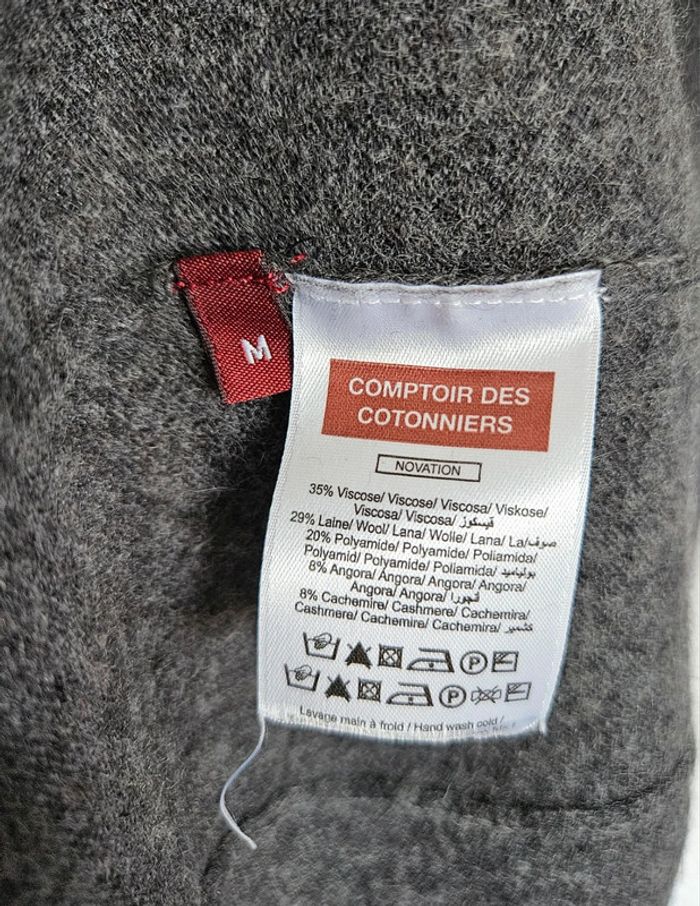 M
COMPTOIR DES
COTONNIERS
NOVATION
35% Viscose/ Viscose/ Viscosa/ Viskose/
Viscosa/ Viscosa/ ڤيسكوز
29% Laine/ Wool/ Lana/ Wolle/ Lana/ La/صوف
20% Polyamide/ Polyamide/ Poliamida/
Polyamid/ Polyamide/ Poliamida/ بولياميد
8% Angora/ Angora/ Angora/ Angora/
Angora/ Angora/ أنجورا
8% Cachemire/ Cashmere/ Cachemira/
Cashmere/ Cachemire/ Cachemira/ كشمير
P
P
Lavage main à froid / Hand wash cold /